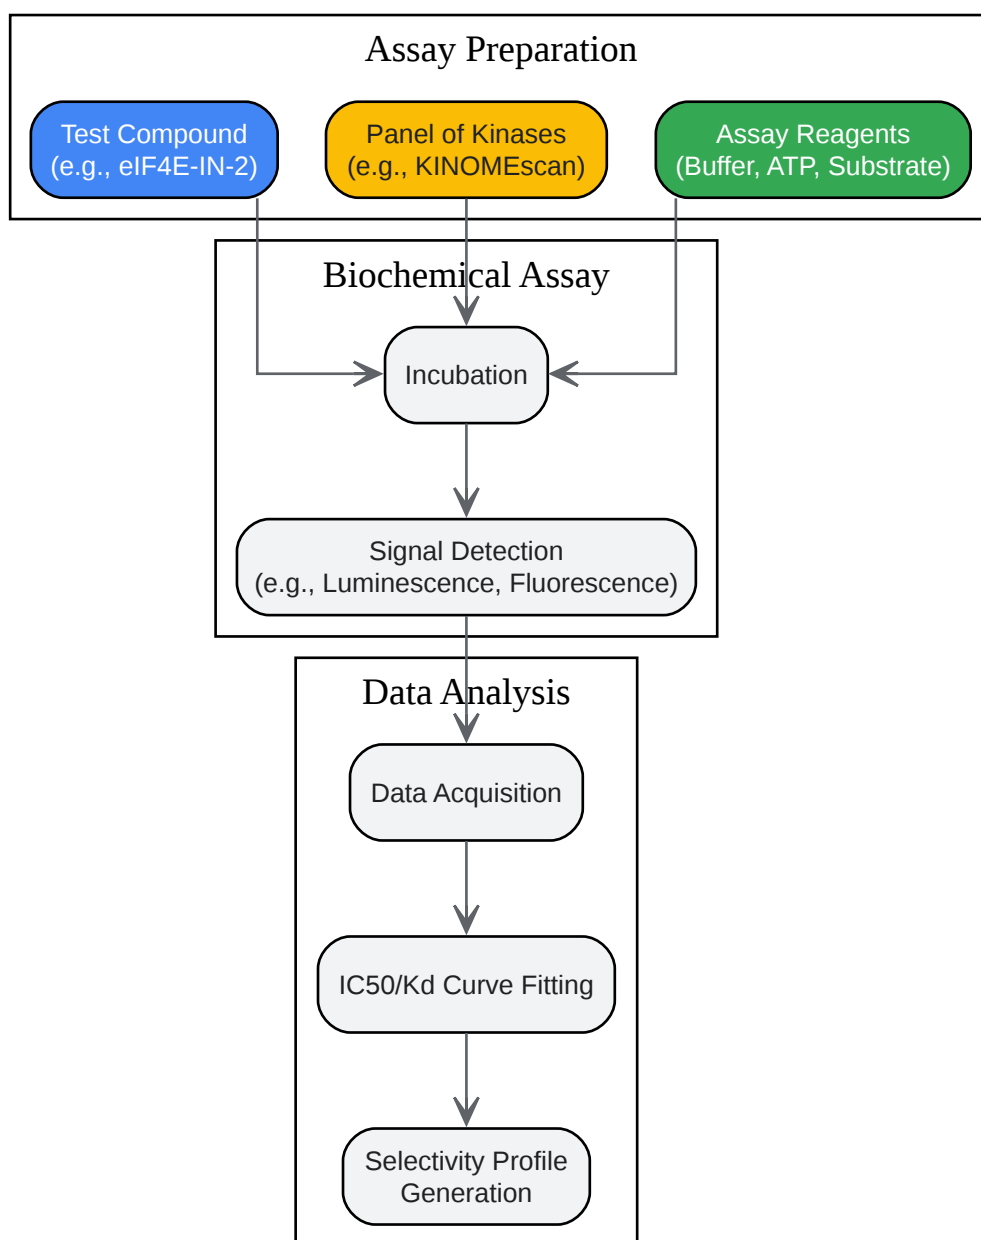 Assay Preparation
Test Compound
(e.g., eIF4E-IN-2)
Panel of Kinases
(e.g., KINOMEscan)
Assay Reagents
(Buffer, ATP, Substrate)
Biochemical Assay
Incubation
Signal Detection
(e.g., Luminescence, Fluorescence)
Data Analysis
Data Acquisition
IC50/Kd Curve Fitting
Selectivity Profile
Generation